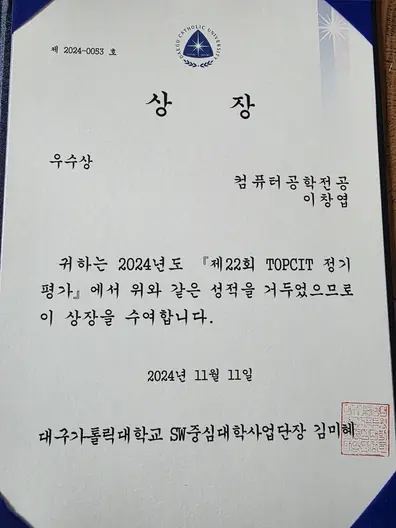 제 2024-0053 호
DAEGU CATHOLIC UNIVERSITY
상 장
우수상
컴퓨터공학전공
이창엽
귀하는 2024년도 『제22회 TOPCIT 정기
평가』에서 위와 같은 성적을 거두었으므로
이 상장을 수여합니다.
2024년 11월 11일
대구가톨릭대학교 SW중심대학사업단장 김미혜